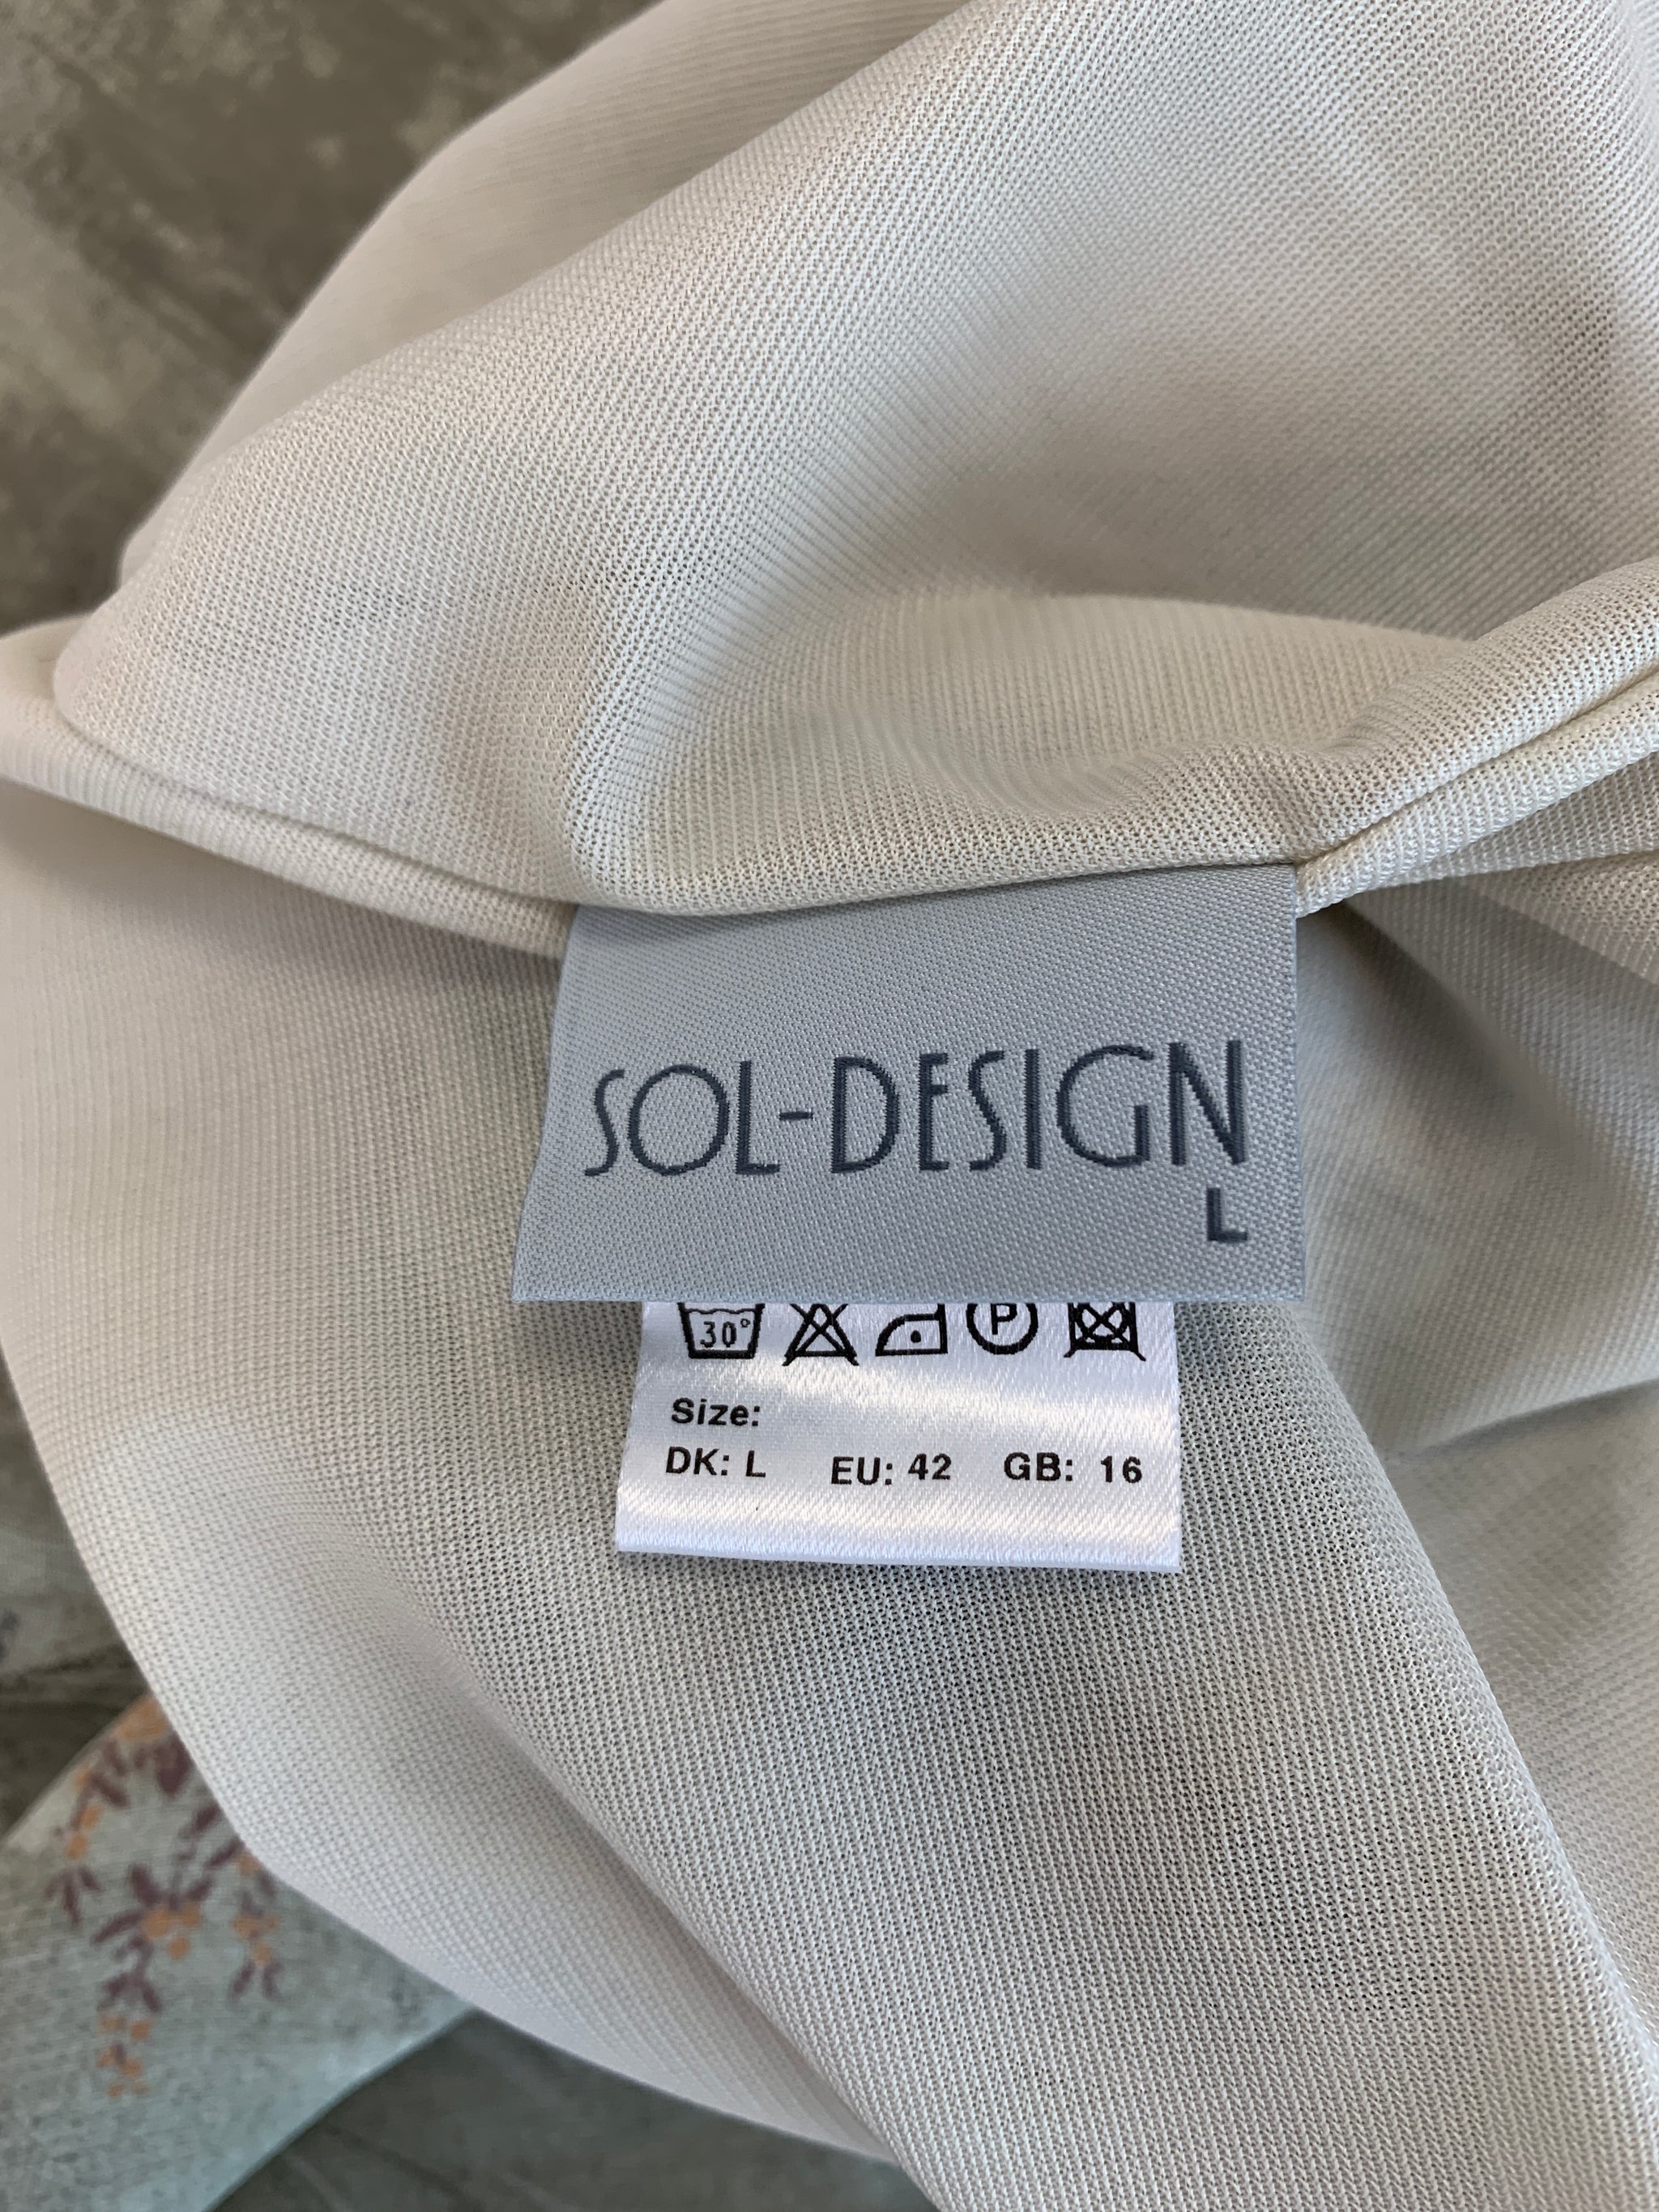 SOL-DESIGN
L
30°
P
Size:
DK: L EU: 42 GB: 16